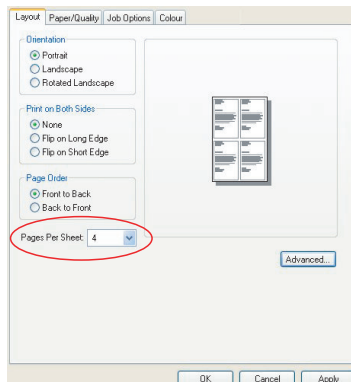 Layout Paper/Quality Job Options Colour
Orientation
Portrait
Landscape
Rotated Landscape
Print on Both Sides
None
Flip on Long Edge
Flip on Short Edge
Page Order
Front to Back
Back to Front
Pages Per Sheet: 4
Advanced...
OK Cancel Apply